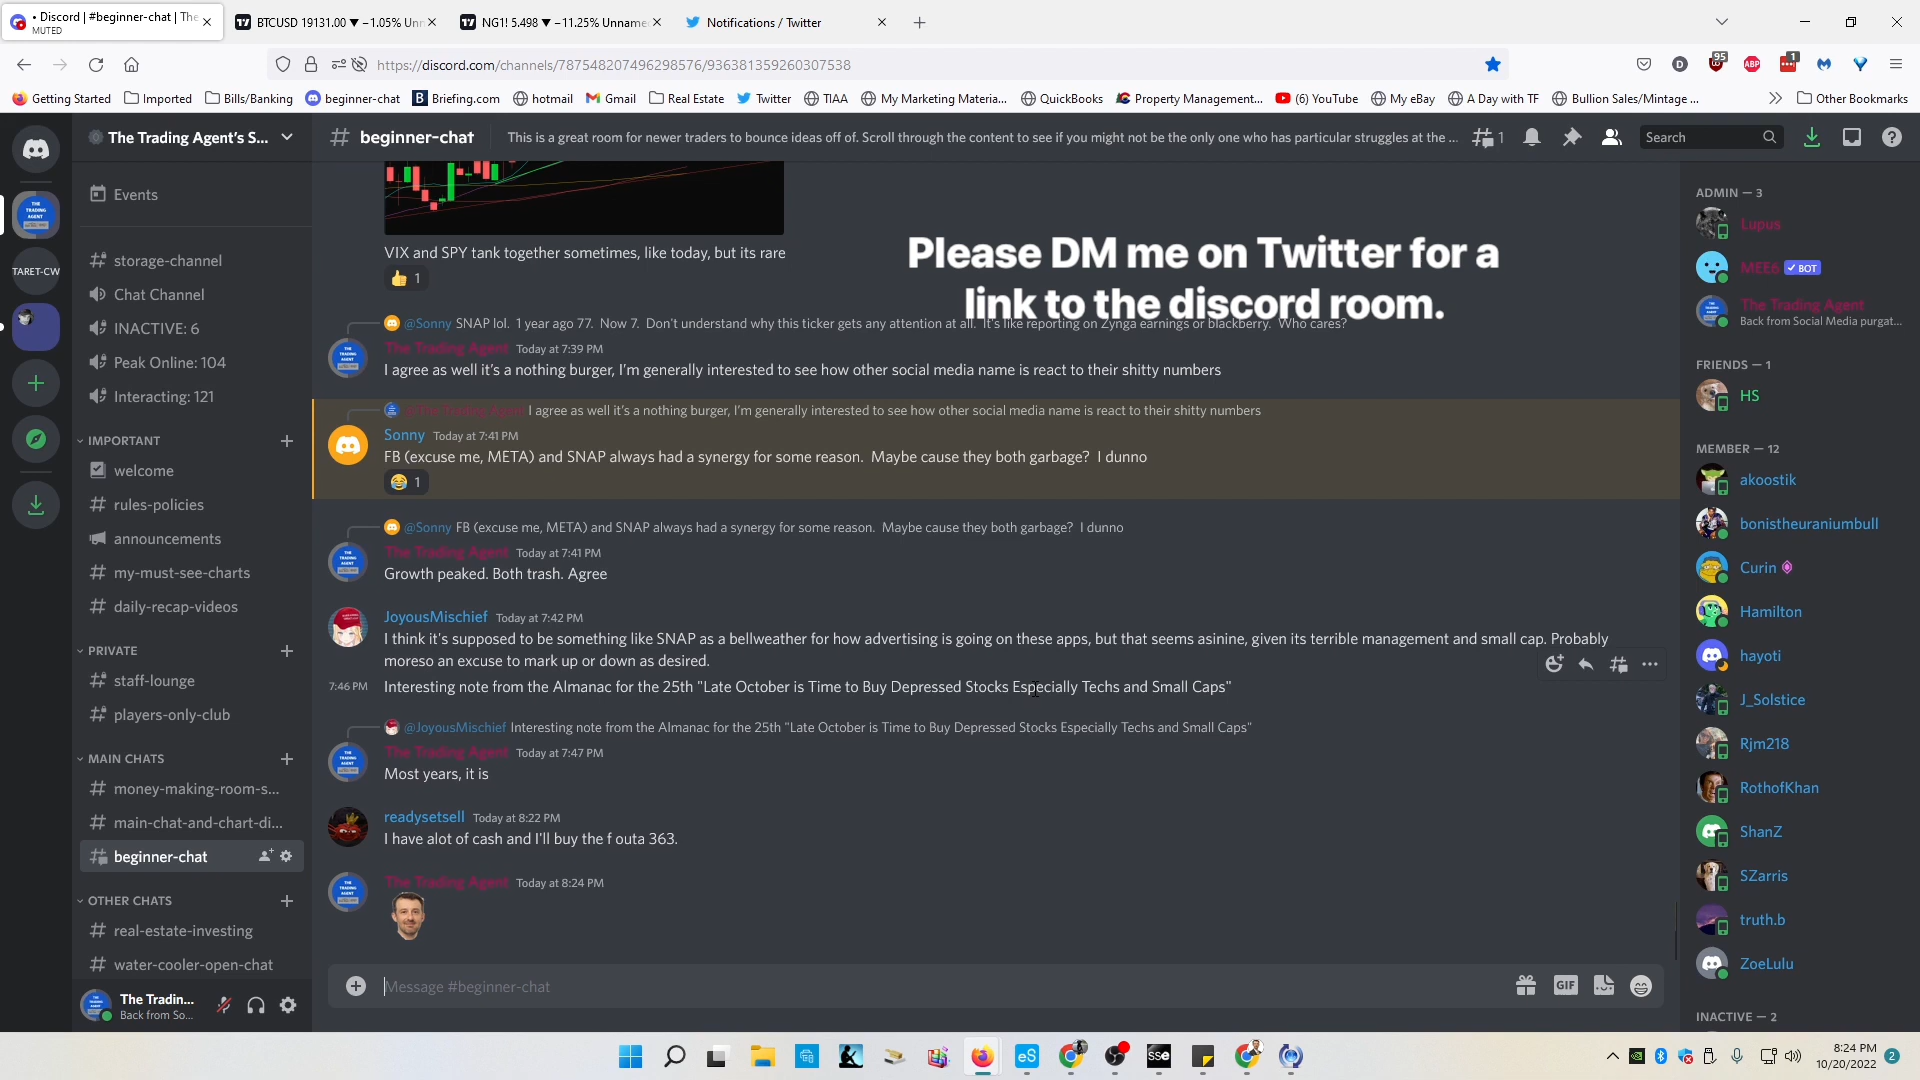 • Discord | #beginner-chat | The
MUTED
BTCUSD 19131.00 ▼ −1.05% Unn
NG1! 5.498 ▼ −11.25% Unname
Notifications / Twitter
https://discord.com/channels/787548207496298576/936381359260307538
95
ABP
1
Getting Started
Imported
Bills/Banking
beginner-chat
Briefing.com
hotmail
Gmail
Real Estate
Twitter
TIAA
My Marketing Materia...
QuickBooks
Property Management...
(6) YouTube
My eBay
A Day with TF
Bullion Sales/Mintage ...
Other Bookmarks
The Trading Agent's S...
beginner-chat
This is a great room for newer traders to bounce ideas off of. Scroll through the content to see if you might not be the only one who has particular struggles at the ...
1
Search
TARET-CW
Events
storage-channel
Chat Channel
INACTIVE: 6
Peak Online: 104
Interacting: 121
IMPORTANT
welcome
rules-policies
announcements
my-must-see-charts
daily-recap-videos
PRIVATE
staff-lounge
players-only-club
MAIN CHATS
money-making-room-s...
main-chat-and-chart-di...
beginner-chat
OTHER CHATS
real-estate-investing
water-cooler-open-chat
The Tradin...
Back from So...
VIX and SPY tank together sometimes, like today, but its rare
1
Please DM me on Twitter for a
link to the discord room.
@Sonny SNAP lol. 1 year ago 77. Now 7. Don't understand why this ticker gets any attention at all. It's like reporting on Zynga earnings or blackberry. Who cares?
The Trading Agent Today at 7:39 PM
I agree as well it's a nothing burger, I'm generally interested to see how other social media name is react to their shitty numbers
@The Trading Agent I agree as well it's a nothing burger, I'm generally interested to see how other social media name is react to their shitty numbers
Sonny Today at 7:41 PM
FB (excuse me, META) and SNAP always had a synergy for some reason. Maybe cause they both garbage? I dunno
1
@Sonny FB (excuse me, META) and SNAP always had a synergy for some reason. Maybe cause they both garbage? I dunno
The Trading Agent Today at 7:41 PM
Growth peaked. Both trash. Agree
JoyousMischief Today at 7:42 PM
I think it's supposed to be something like SNAP as a bellweather for how advertising is going on these apps, but that seems asinine, given its terrible management and small cap. Probably
moreso an excuse to mark up or down as desired.
7:46 PM Interesting note from the Almanac for the 25th "Late October is Time to Buy Depressed Stocks Especially Techs and Small Caps"
@JoyousMischief Interesting note from the Almanac for the 25th "Late October is Time to Buy Depressed Stocks Especially Techs and Small Caps"
The Trading Agent Today at 7:47 PM
Most years, it is
readysetsell Today at 8:22 PM
I have alot of cash and I'll buy the f outa 363.
The Trading Agent Today at 8:24 PM
Message #beginner-chat
GIF
ADMIN — 3
Lupus
MEE6 ✓ BOT
The Trading Agent
Back from Social Media purgat...
FRIENDS — 1
HS
MEMBER — 12
akoostik
bonistheuraniumbull
Curin
Hamilton
hayoti
J_Solstice
Rjm218
RothofKhan
ShanZ
SZarris
truth.b
ZoeLulu
INACTIVE — 2
eS
sse
8:24 PM
10/20/2022
2